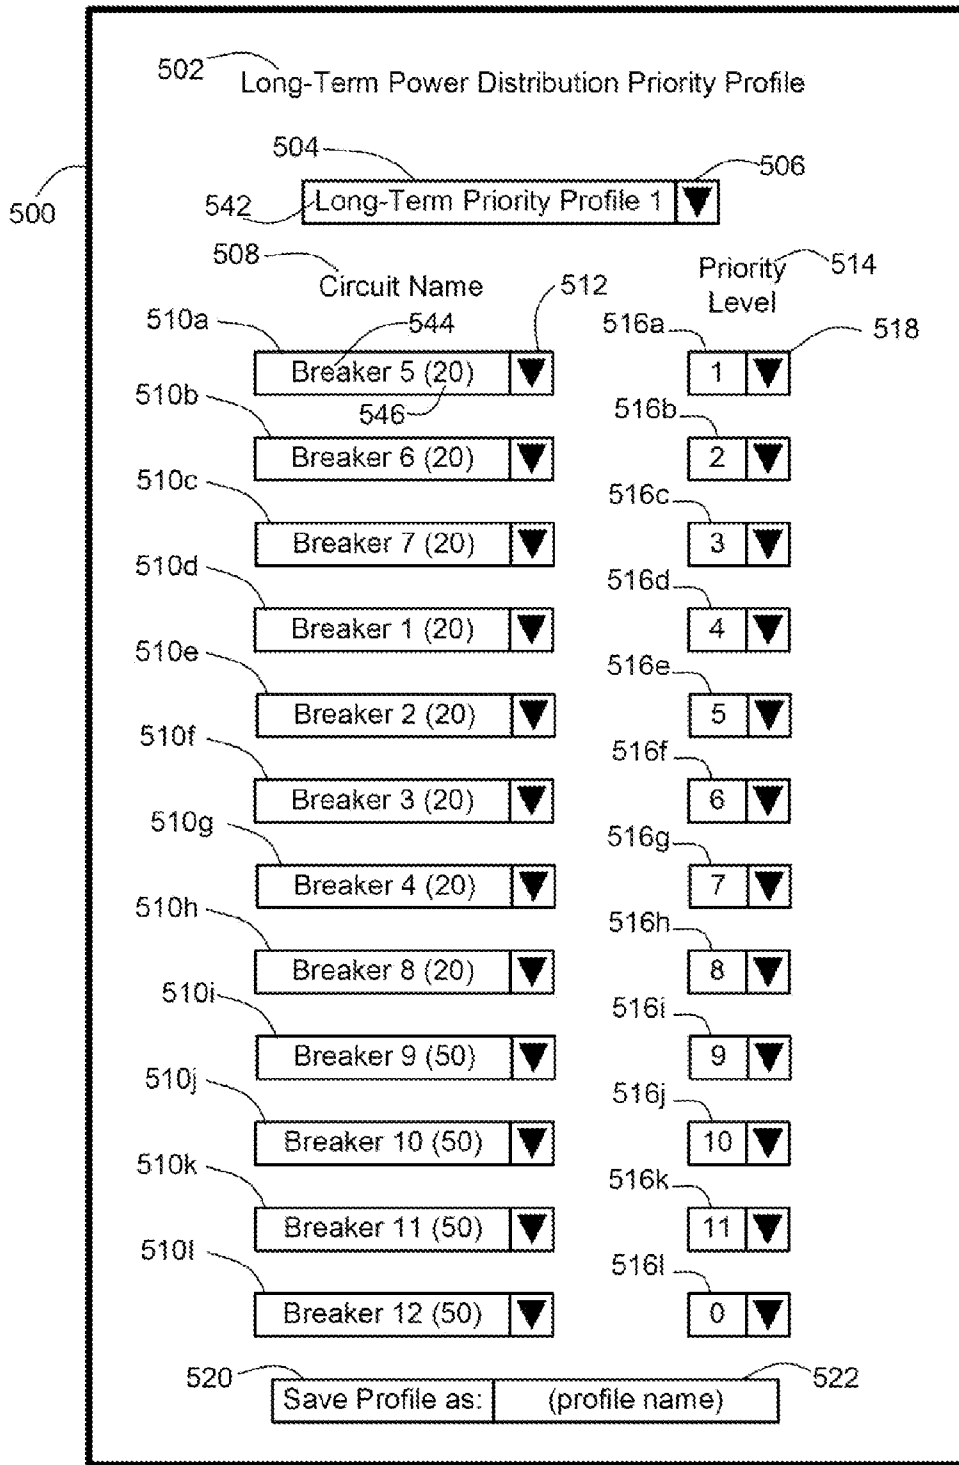 502
Long-Term Power Distribution Priority Profile
504
506
500
542
Long-Term Priority Profile 1
508
514
Circuit Name
Priority
Level
512
510a
544
516a
518
Breaker 5 (20)
1
546
510b
516b
Breaker 6 (20)
2
510c
516c
Breaker 7 (20)
3
510d
516d
Breaker 1 (20)
4
510e
516e
Breaker 2 (20)
5
510f
516f
Breaker 3 (20)
6
510g
516g
Breaker 4 (20)
7
510h
516h
Breaker 8 (20)
8
510i
516i
Breaker 9 (50)
9
510j
516j
Breaker 10 (50)
10
510k
516k
Breaker 11 (50)
11
510l
516l
Breaker 12 (50)
0
520
522
Save Profile as:
(profile name)